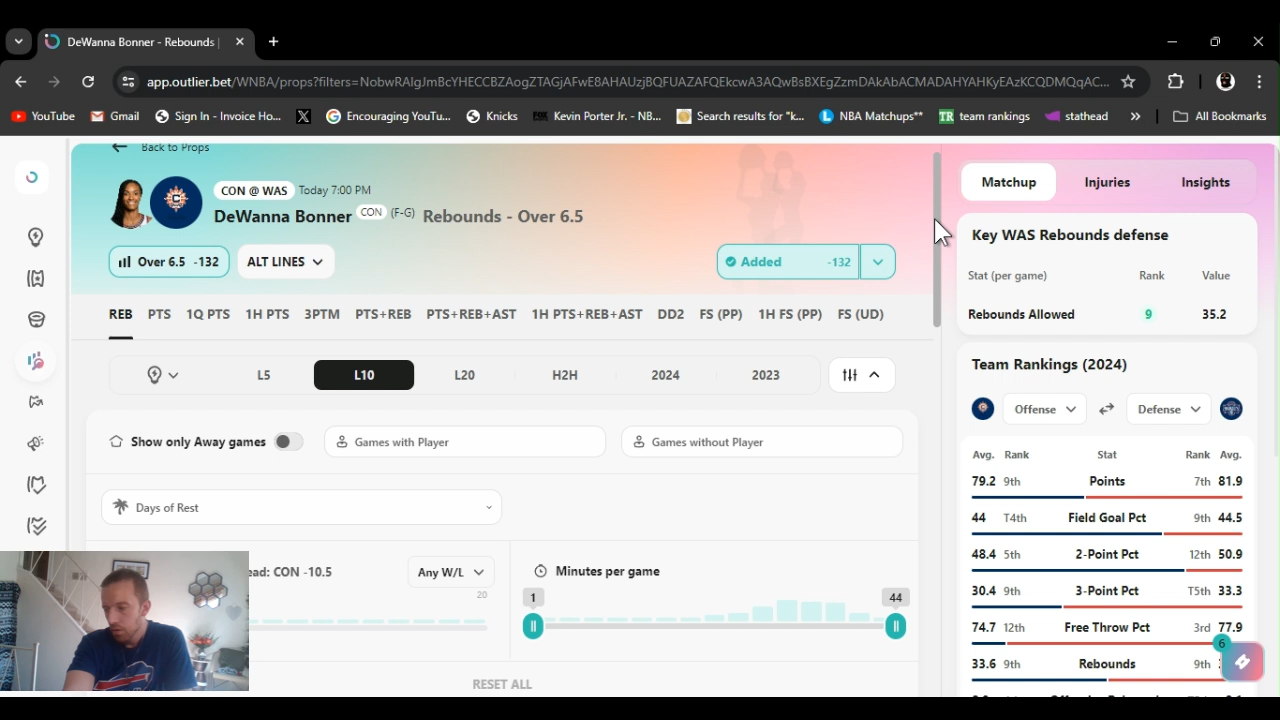 DeWanna Bonner - Rebounds |
app.outlier.bet/WNBA/props?filters=NobwRAlgJmBcYHECCBZAogZTAGjAFwE8AHAUzjBQFUAZAFQEkcwA3AQwBsBXEgZzmDAkAbACMADAHYAHKyEAzKCQDMQqAC...
YouTube Gmail Sign In - Invoice Ho... Encouraging YouTu... Knicks Kevin Porter Jr. - NB... Search results for "k... NBA Matchups** TR team rankings stathead » All Bookmarks
Back to Props
CON @ WAS Today 7:00 PM
DeWanna Bonner CON (F-G) Rebounds - Over 6.5
Over 6.5 -132 ALT LINES Added -132
REB PTS 1Q PTS 1H PTS 3PTM PTS+REB PTS+REB+AST 1H PTS+REB+AST DD2 FS (PP) 1H FS (PP) FS (UD)
L5 L10 L20 H2H 2024 2023
Show only Away games Games with Player Games without Player
Days of Rest
ead: CON -10.5 Any W/L Minutes per game
20
1 44
RESET ALL
Matchup Injuries Insights
Key WAS Rebounds defense
Stat (per game) Rank Value
Rebounds Allowed 9 35.2
Team Rankings (2024)
Offense Defense
Avg. Rank Stat Rank Avg.
79.2 9th Points 7th 81.9
44 T4th Field Goal Pct 9th 44.5
48.4 5th 2-Point Pct 12th 50.9
30.4 9th 3-Point Pct T5th 33.3
74.7 12th Free Throw Pct 3rd 77.9
6
33.6 9th Rebounds 9th